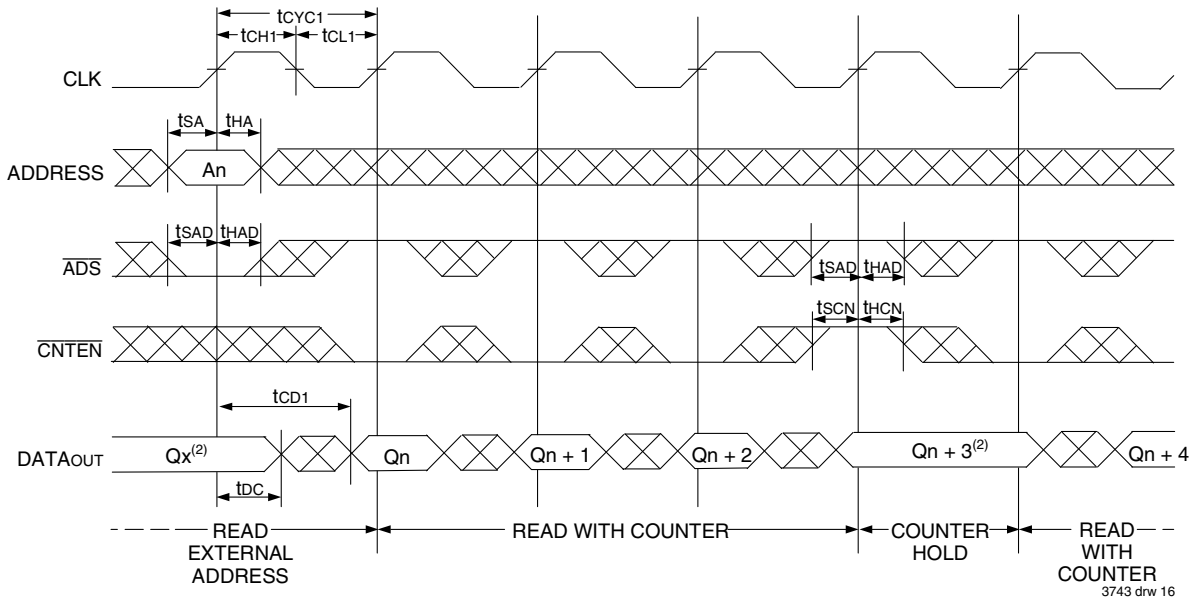 tCYC1
tCH1 tCL1
CLK
tSA tHA
ADDRESS An
tSAD tHAD
ADS
tSAD tHAD
tSCN tHCN
CNTEN
tCD1
DATAOUT Qx(2) Qn Qn + 1 Qn + 2 Qn + 3(2) Qn + 4
tDC
READ EXTERNAL ADDRESS
READ WITH COUNTER
COUNTER HOLD
READ WITH COUNTER
3743 drw 16